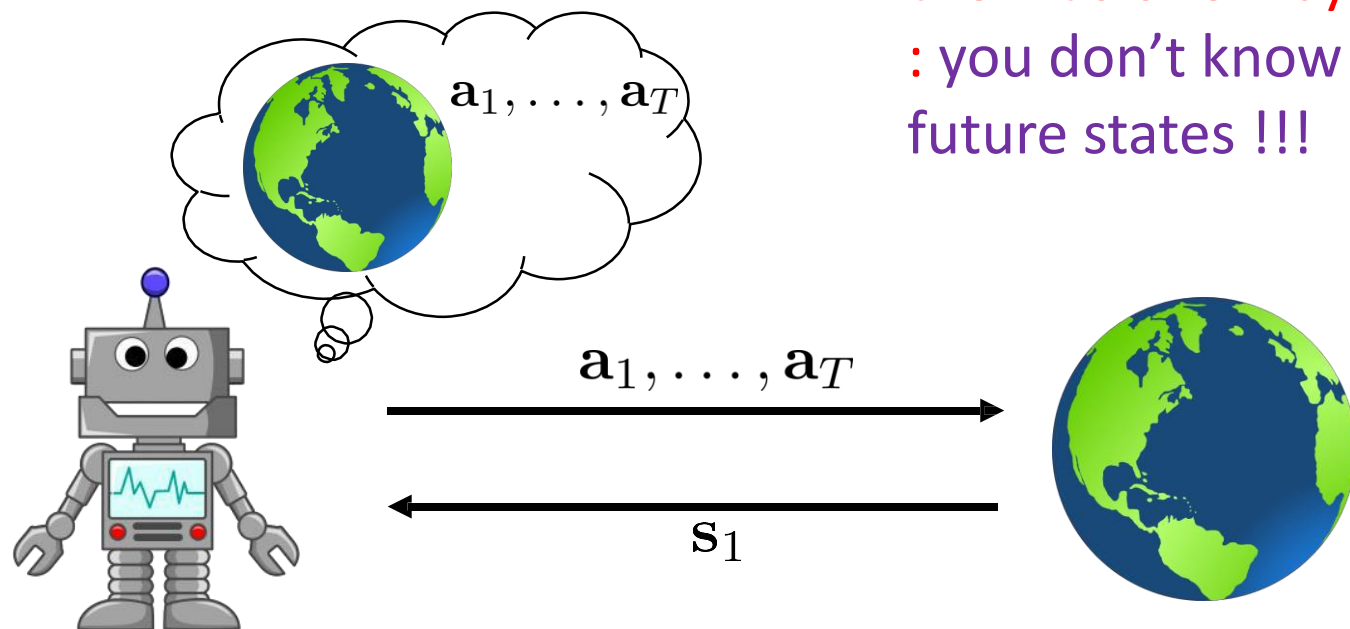 𝐚₁, . . . , 𝐚_T
: you don't know
future states !!!
𝐚₁, . . . , 𝐚_T
𝐬₁